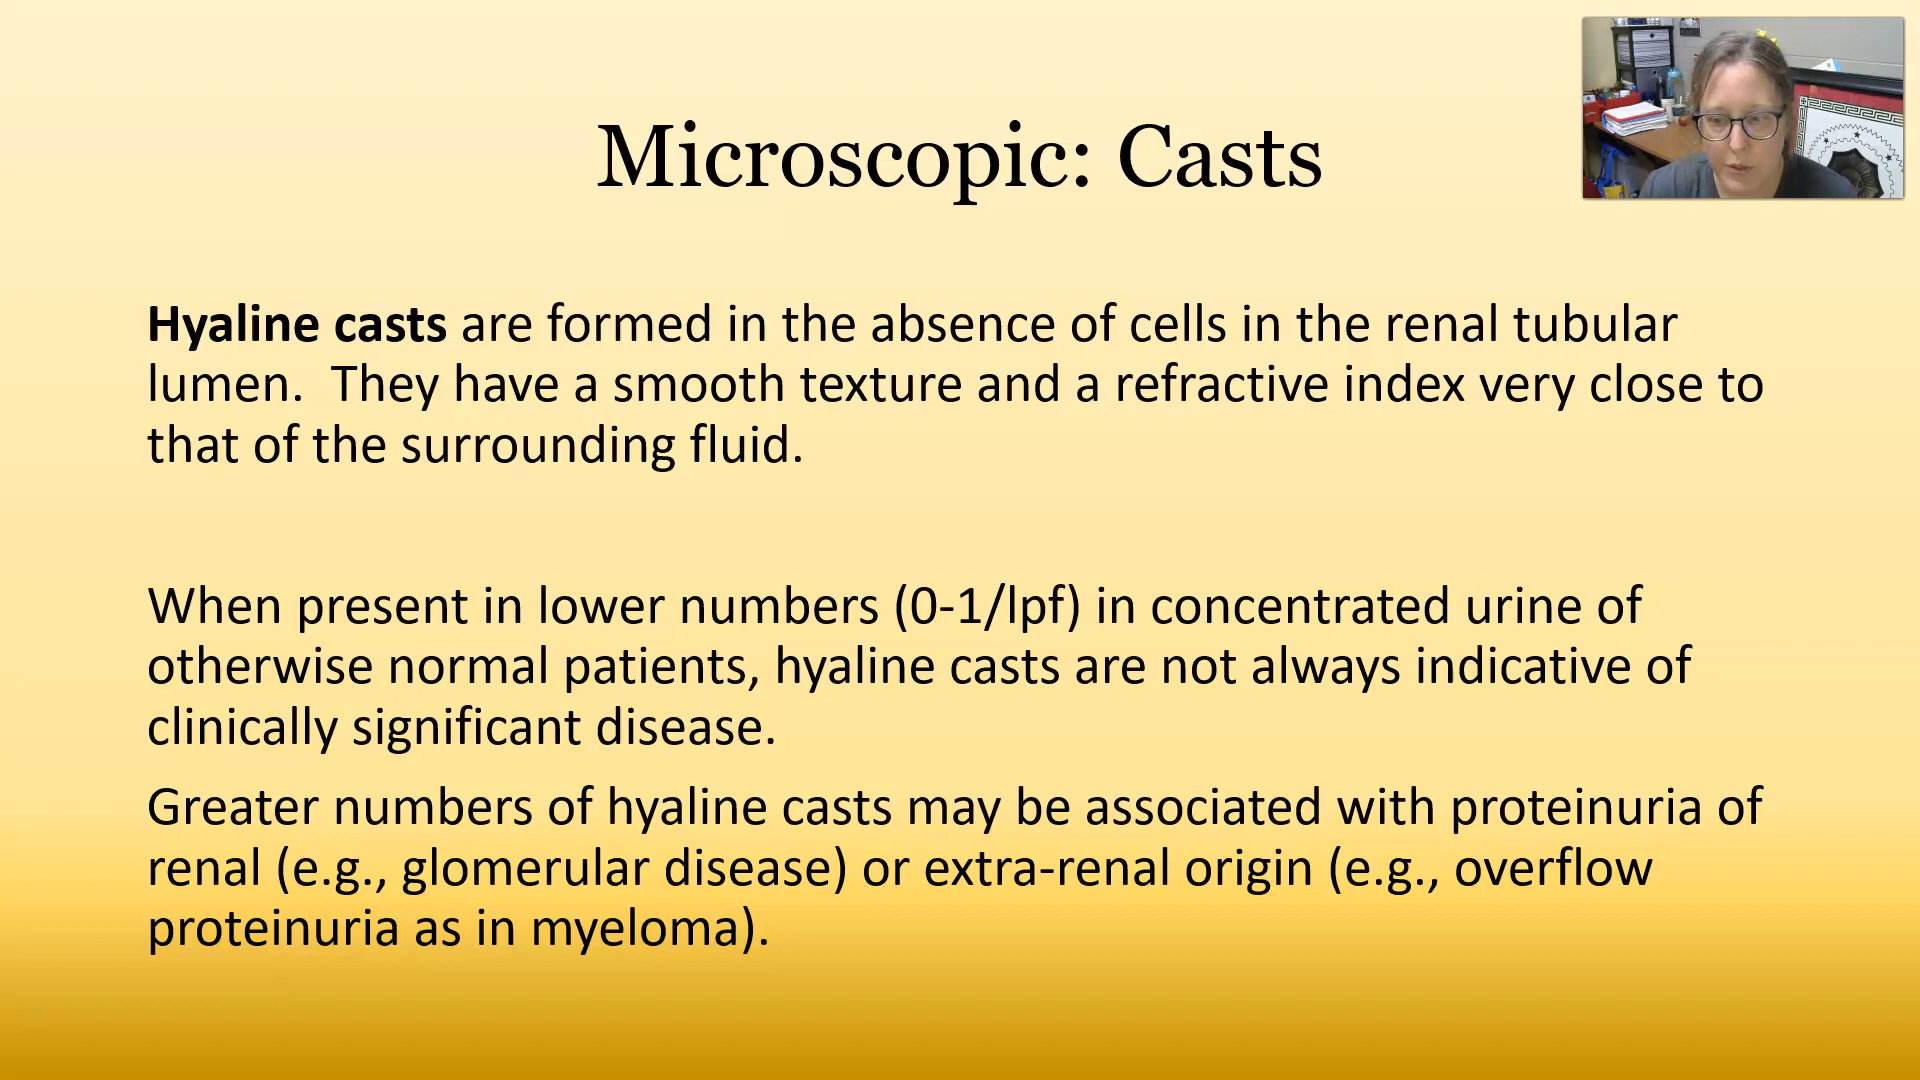 Microscopic: Casts
Hyaline casts are formed in the absence of cells in the renal tubular
lumen.  They have a smooth texture and a refractive index very close to
that of the surrounding fluid.
When present in lower numbers (0-1/lpf) in concentrated urine of
otherwise normal patients, hyaline casts are not always indicative of
clinically significant disease.
Greater numbers of hyaline casts may be associated with proteinuria of
renal (e.g., glomerular disease) or extra-renal origin (e.g., overflow
proteinuria as in myeloma).